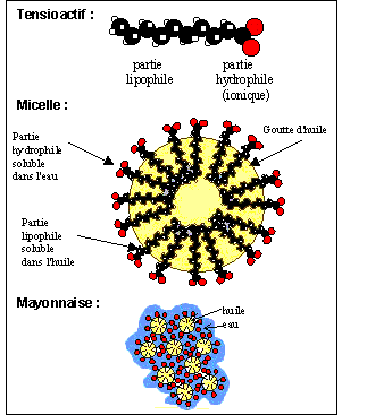 Tensioactif :
partie
lipophile
partie
hydrophile
(ionique)
Micelle :
Partie
hydrophile
soluble
dans l'eau
Goutte d'huile
Partie
lipophile
soluble
dans l'huile
Mayonnaise :
huile
eau